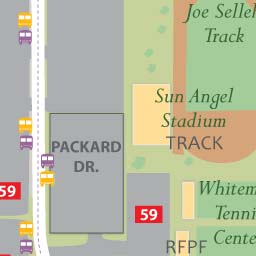 Joe Selleh
Track
Sun Angel
Stadium
TRACK
PACKARD
DR.
59
59
Whitem
Tenni
Cente
RFPF